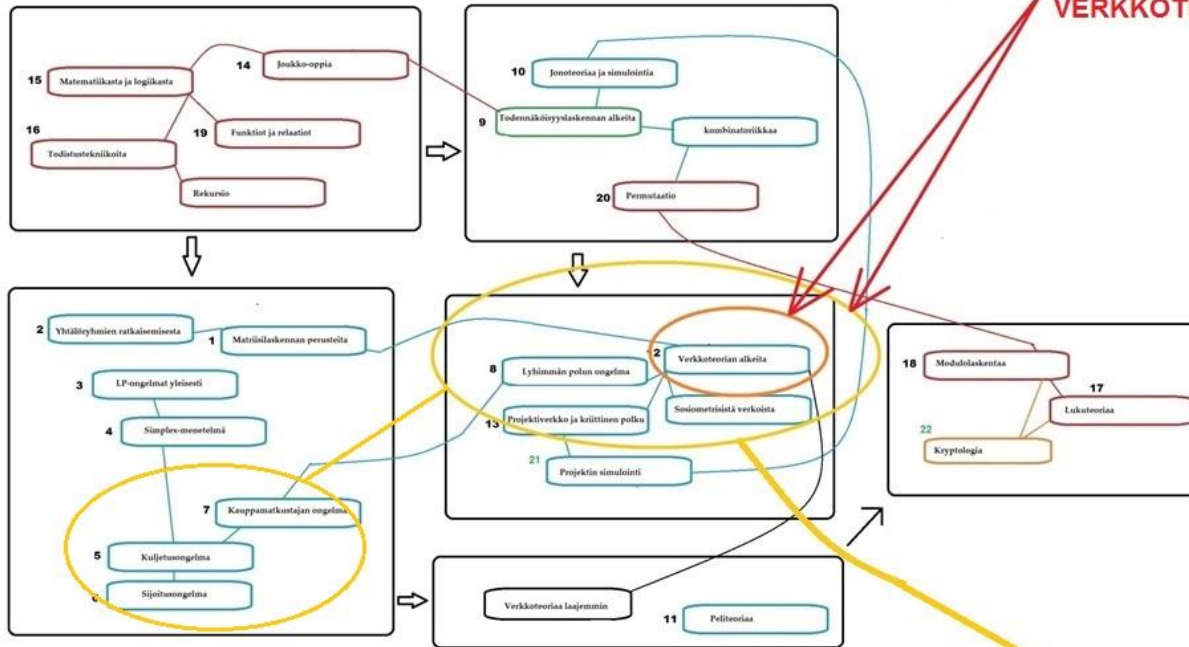 VERKKOT
15 Matematiikasta ja logiikasta
14 Joukko-oppia
16 Todistustekniikoita
19 Funktiot ja relaatiot
Rekursio
10 Jonoteoriaa ja simulointia
9 Todennäköisyyslaskennan alkeita
kombinatoriikkaa
20 Permutaatio
2 Yhtälöryhmien ratkaisemisesta
1 Matriisilaskennan perusteita
3 LP-ongelmat yleisesti
4 Simplex-menetelmä
7 Kauppamatkustajan ongelma
5 Kuljetusongelma
6 Sijoitusongelma
12 Verkkoteorian alkeita
8 Lyhimmän polun ongelma
Sosiometrisistä verkoista
13 Projektiverkko ja kriittinen polku
21 Projektin simulointi
18 Modulolaskentaa
17 Lukuteoriaa
22 Kryptologia
Verkkoteoriaa laajemmin
11 Peliteoriaa